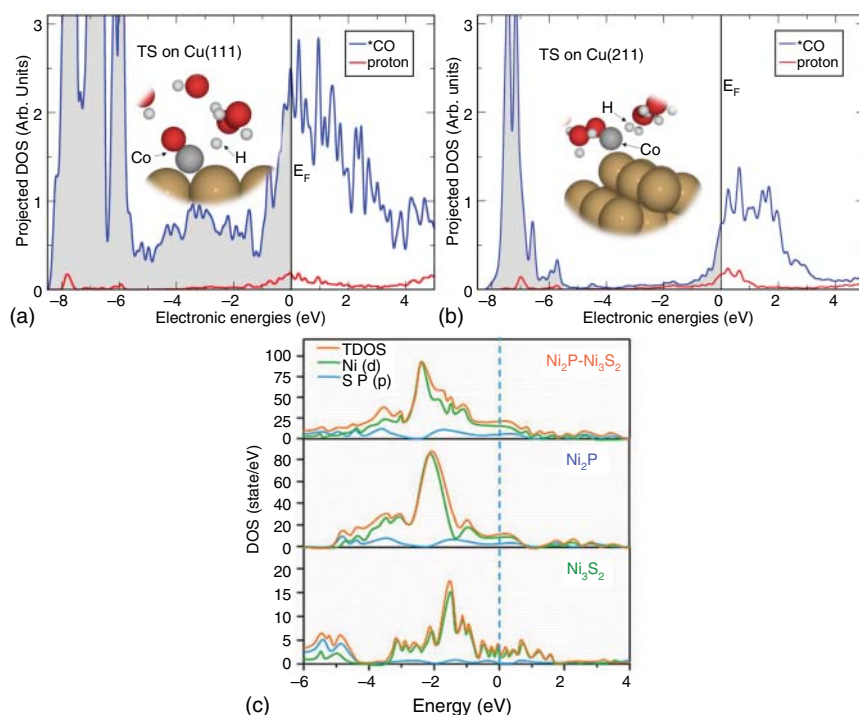 3
2
1
0
Projected DOS (Arb. Units)
TS on Cu(111)
*CO
proton
Co
H
E_F
−8 −6 −4 −2 0 2 4
Electronic energies (eV)
(a)
3
2
1
0
Projected DOS (Arb. Units)
TS on Cu(211)
*CO
proton
E_F
H
Co
−8 −6 −4 −2 0 2 4
Electronic energies (eV)
(b)
TDOS
Ni (d)
S P (p)
Ni₂P-Ni₃S₂
100
75
50
25
0
Ni₂P
80
60
40
20
0
Ni₃S₂
20
15
10
5
0
DOS (state/eV)
−6 −4 −2 0 2 4
Energy (eV)
(c)